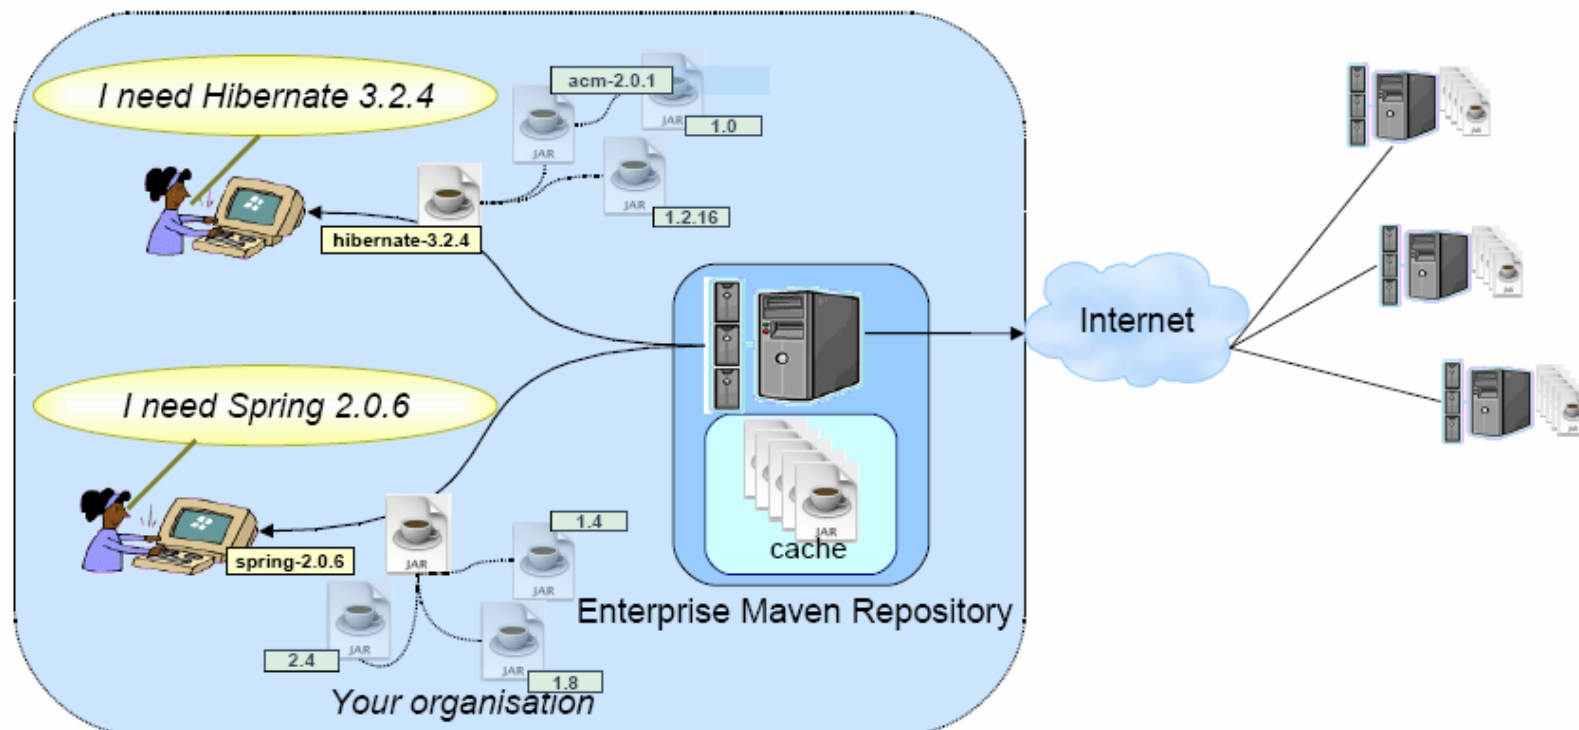 I need Hibernate 3.2.4
acm-2.0.1
1.0
JAR
JAR
1.2.16
hibernate-3.2.4
Internet
I need Spring 2.0.6
spring-2.0.6
JAR
1.4
JAR
JAR
2.4
JAR
1.8
JAR
cache
Enterprise Maven Repository
Your organisation